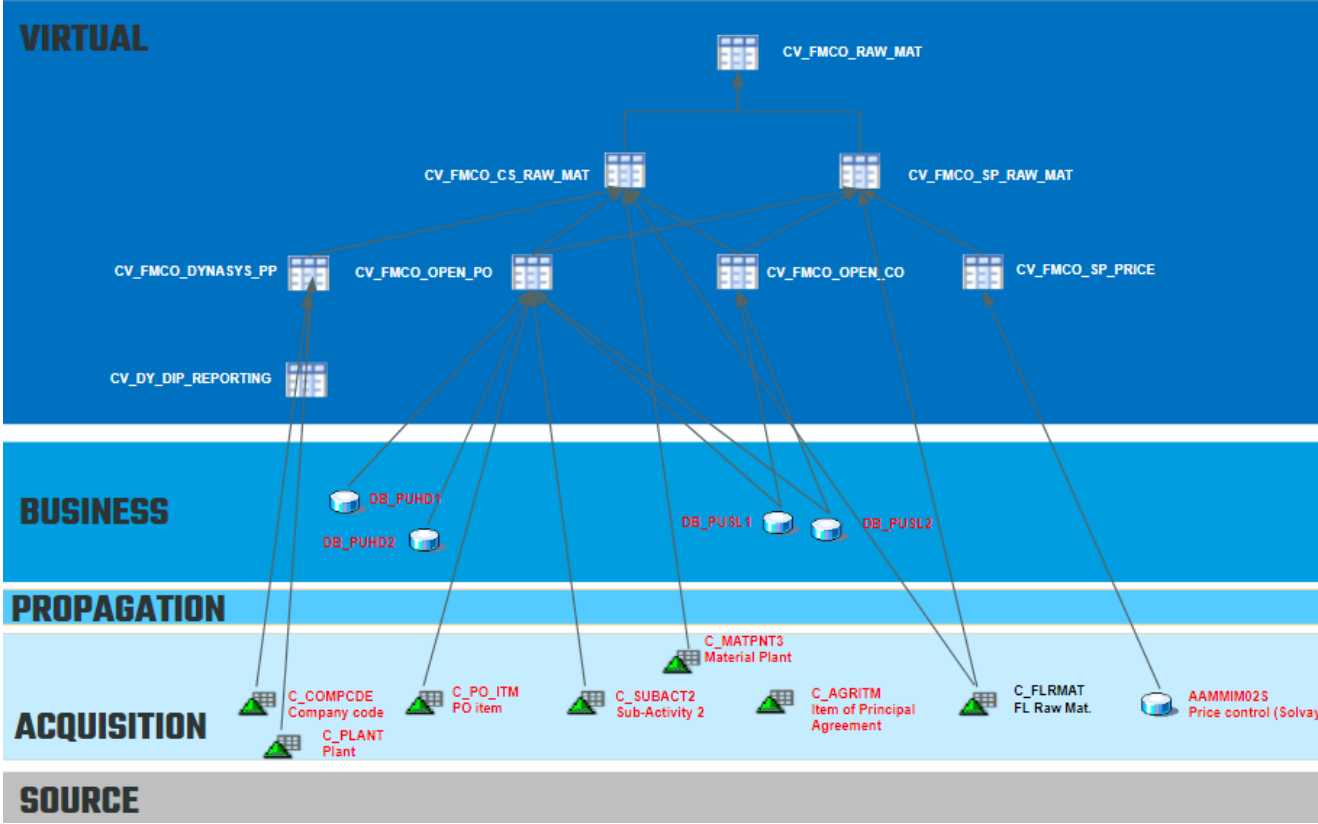 VIRTUAL
CV_FMCO_RAW_MAT
CV_FMCO_CS_RAW_MAT
CV_FMCO_SP_RAW_MAT
CV_FMCO_DYNASYS_PP
CV_FMCO_OPEN_PO
CV_FMCO_OPEN_CO
CV_FMCO_SP_PRICE
CV_DY_DIP_REPORTING
BUSINESS
DB_PUHD1
DB_PUHD2
DB_PUSL1
DB_PUSL2
PROPAGATION
ACQUISITION
C_COMPCDE
Company code
C_PLANT
Plant
C_PO_ITM
PO item
C_SUBACT2
Sub-Activity 2
C_MATPNT3
Material Plant
C_AGRITM
Item of Principal
Agreement
C_FLRMAT
FL Raw Mat.
AAMMIM02S
Price control (Solvay
SOURCE